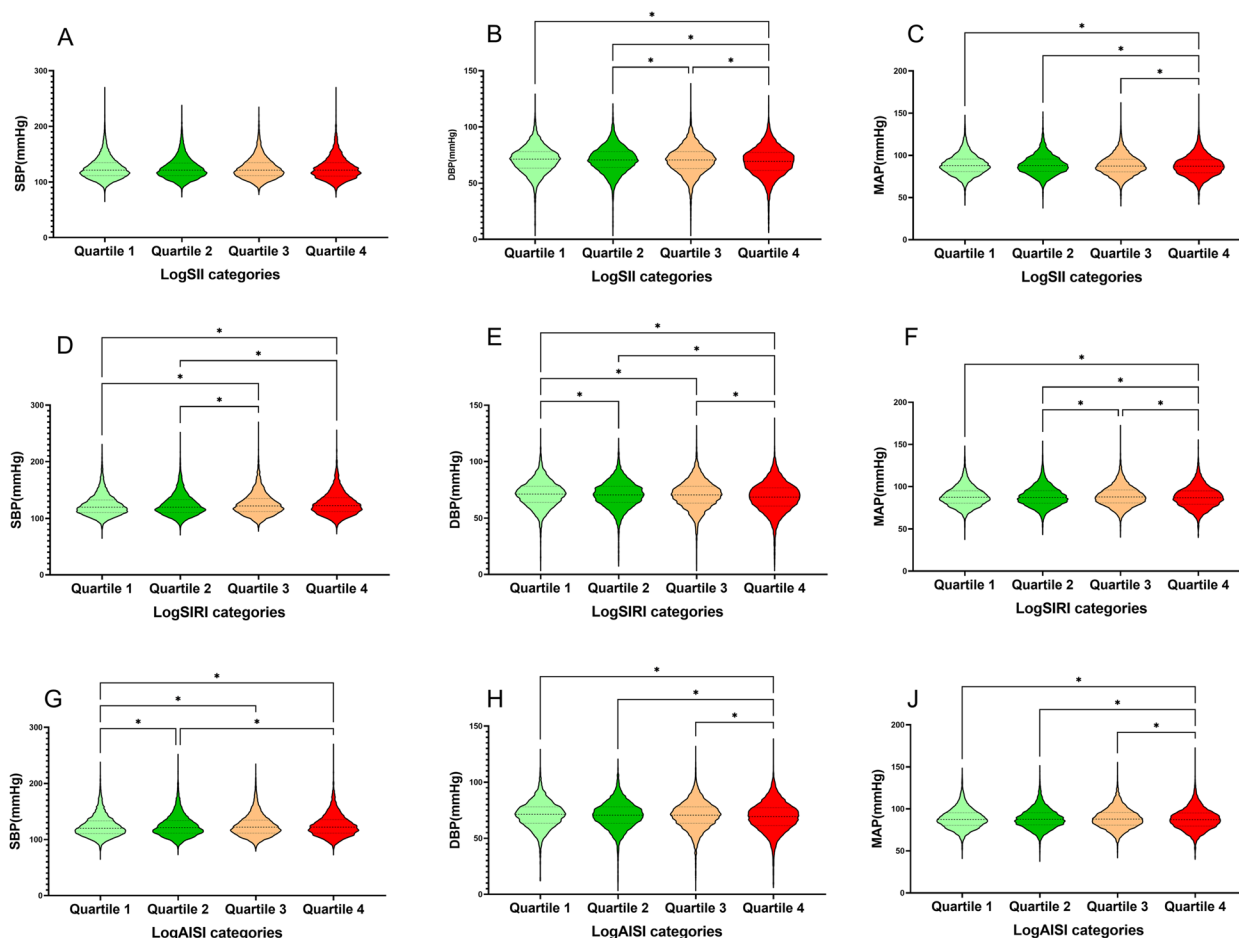 A
SBP(mmHg)
300
200
100
0
Quartile 1 Quartile 2 Quartile 3 Quartile 4
LogSII categories
B
* * * *
DBP(mmHg)
150
100
50
0
Quartile 1 Quartile 2 Quartile 3 Quartile 4
LogSII categories
C
* * *
MAP(mmHg)
200
150
100
50
0
Quartile 1 Quartile 2 Quartile 3 Quartile 4
LogSII categories
D
* * * *
SBP(mmHg)
300
200
100
0
Quartile 1 Quartile 2 Quartile 3 Quartile 4
LogSIRI categories
E
* * * * *
DBP(mmHg)
150
100
50
0
Quartile 1 Quartile 2 Quartile 3 Quartile 4
LogSIRI categories
F
* * * *
MAP(mmHg)
200
150
100
50
0
Quartile 1 Quartile 2 Quartile 3 Quartile 4
LogSIRI categories
G
* * * *
SBP(mmHg)
300
200
100
0
Quartile 1 Quartile 2 Quartile 3 Quartile 4
LogAISI categories
H
* * *
DBP(mmHg)
150
100
50
0
Quartile 1 Quartile 2 Quartile 3 Quartile 4
LogAISI categories
J
* * *
MAP(mmHg)
200
150
100
50
0
Quartile 1 Quartile 2 Quartile 3 Quartile 4
LogAISI categories